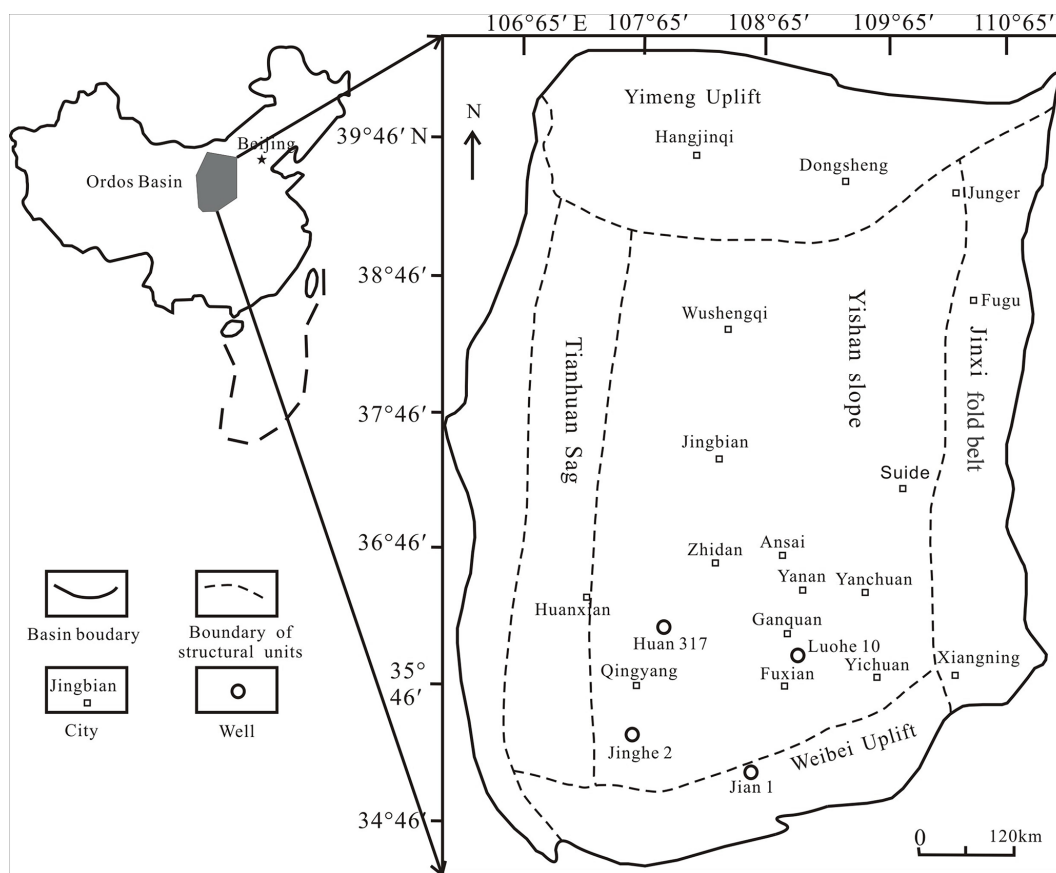 106°65′ E 107°65′ 108°65′ 109°65′ 110°65′
N
39°46′ N
38°46′
37°46′
36°46′
35°
46′
34°46′
Beijing
Ordos Basin
Yimeng Uplift
Hangjinqi
Dongsheng
Junger
Fugu
Wushengqi
Yishan slope
Tianhuan Sag
Jinxi fold belt
Jingbian
Suide
Zhidan
Ansai
Yanan
Yanchuan
Huanxian
Ganquan
Huan 317
Luohe 10
Qingyang
Fuxian
Yichuan
Xiangning
Jinghe 2
Weibei Uplift
Jian 1
0 120km
Basin boudary
Boundary of
structural units
Jingbian
City
Well